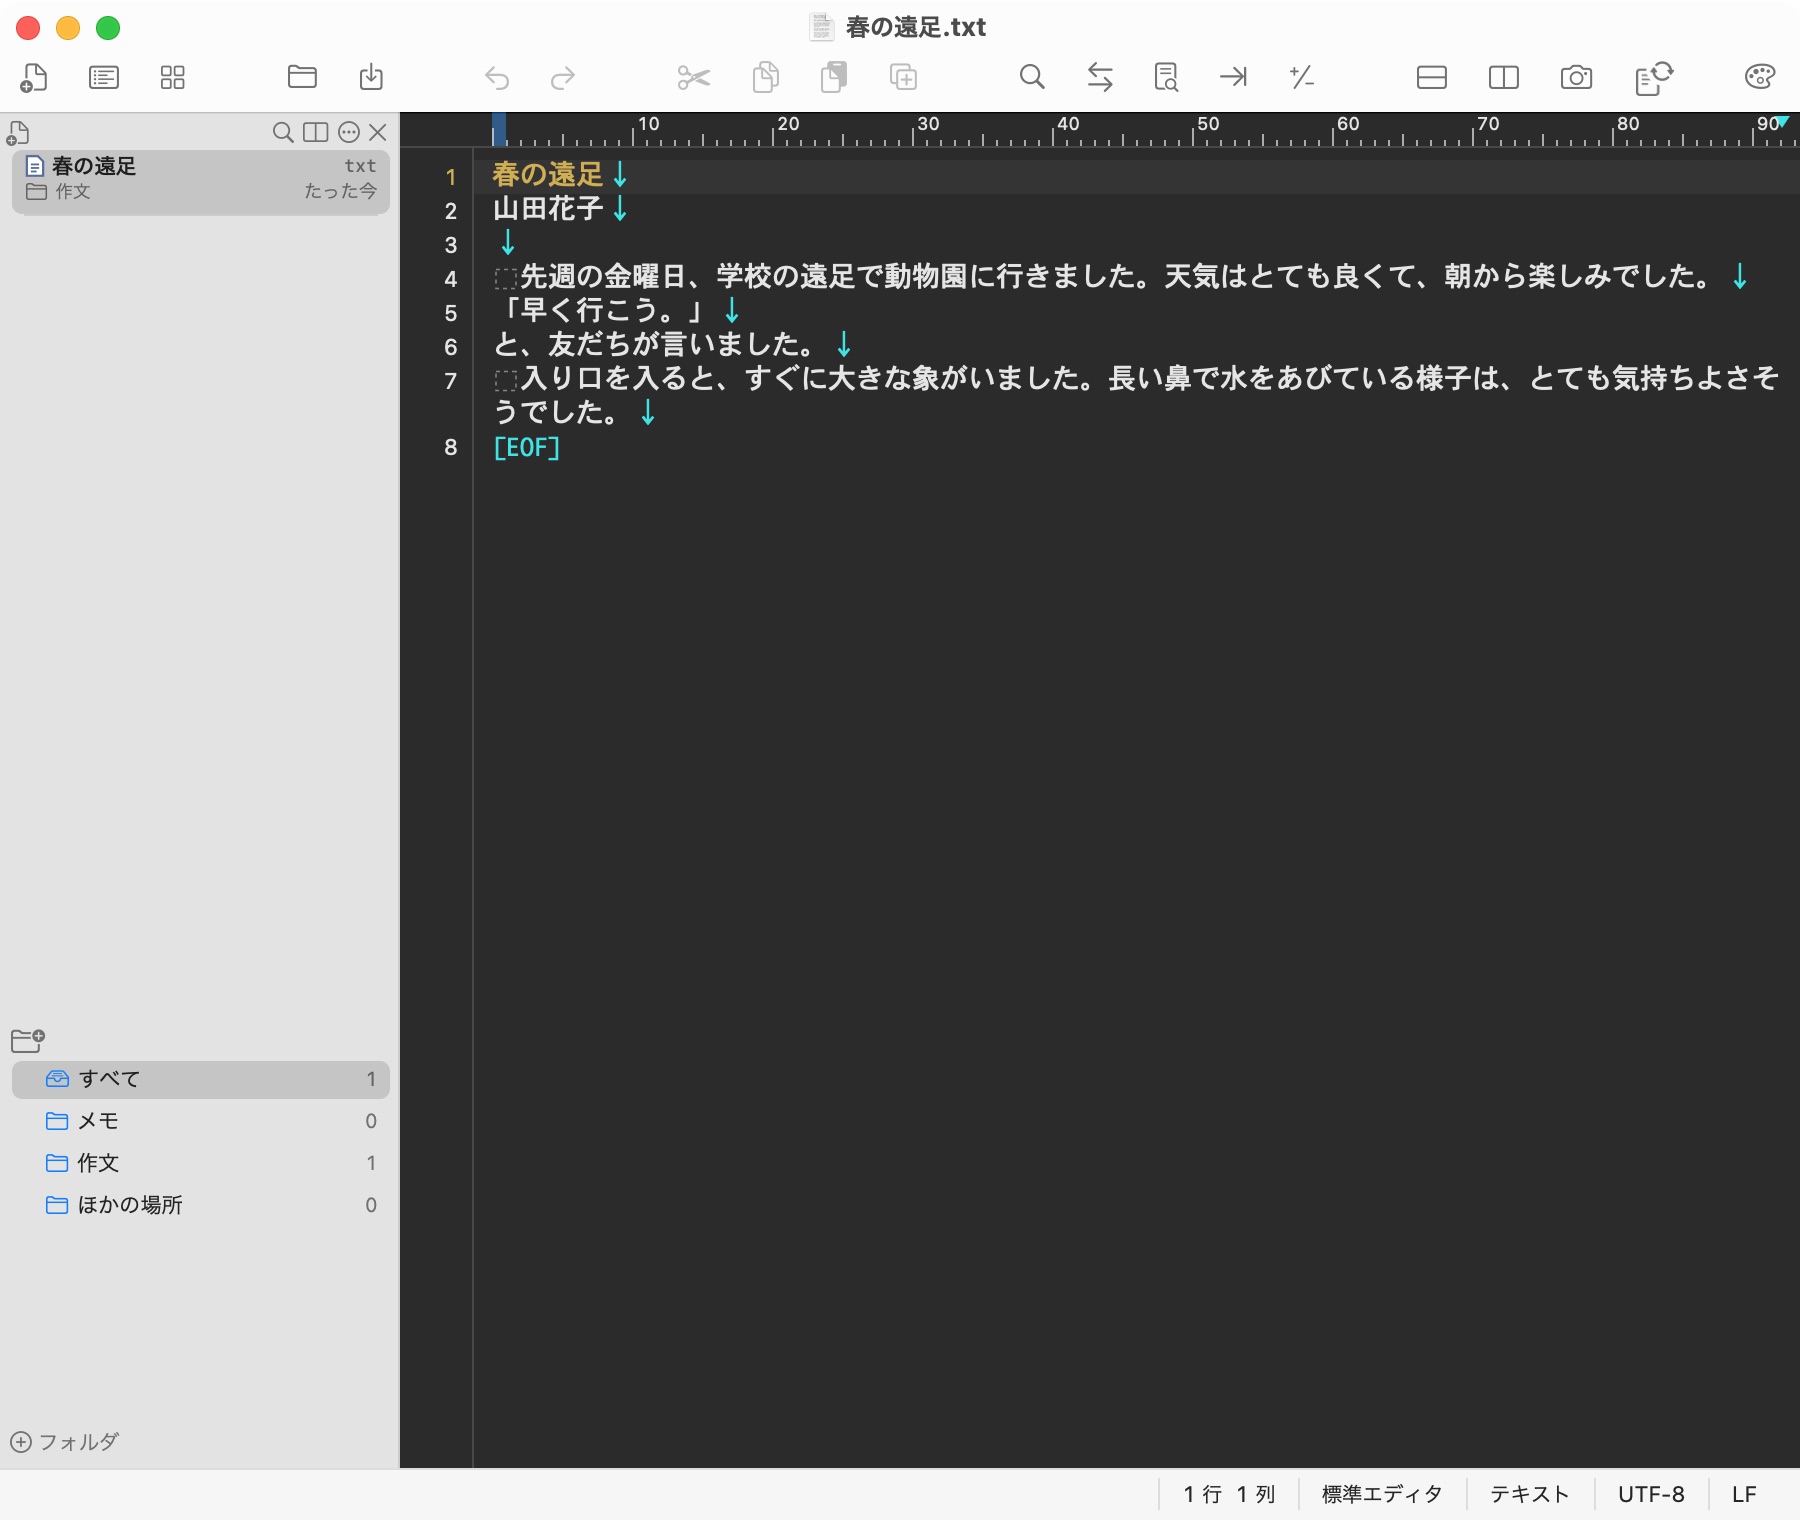 春の遠足.txt
春の遠足 txt
作文 たった今
10 20 30 40 50 60 70 80 90
1 春の遠足↓
2 山田花子↓
3 ↓
4 　先週の金曜日、学校の遠足で動物園に行きました。天気はとても良くて、朝から楽しみでした。↓
5 「早く行こう。」↓
6 と、友だちが言いました。↓
7 　入り口を入ると、すぐに大きな象がいました。長い鼻で水をあびている様子は、とても気持ちよさそ
うでした。↓
8 [EOF]
すべて 1
メモ 0
作文 1
ほかの場所 0
フォルダ
1 行 1 列 標準エディタ テキスト UTF-8 LF